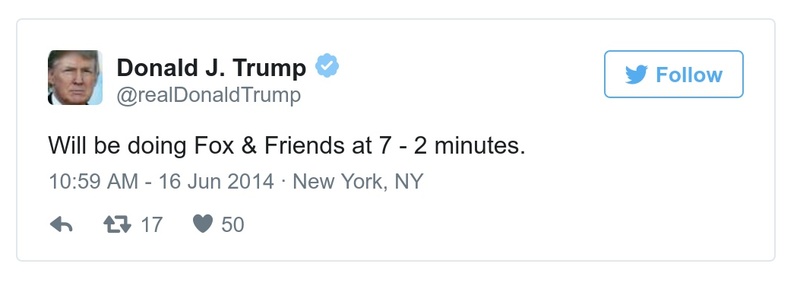 Donald J. Trump
@realDonaldTrump
Follow
Will be doing Fox & Friends at 7 - 2 minutes.
10:59 AM - 16 Jun 2014 · New York, NY
17 50